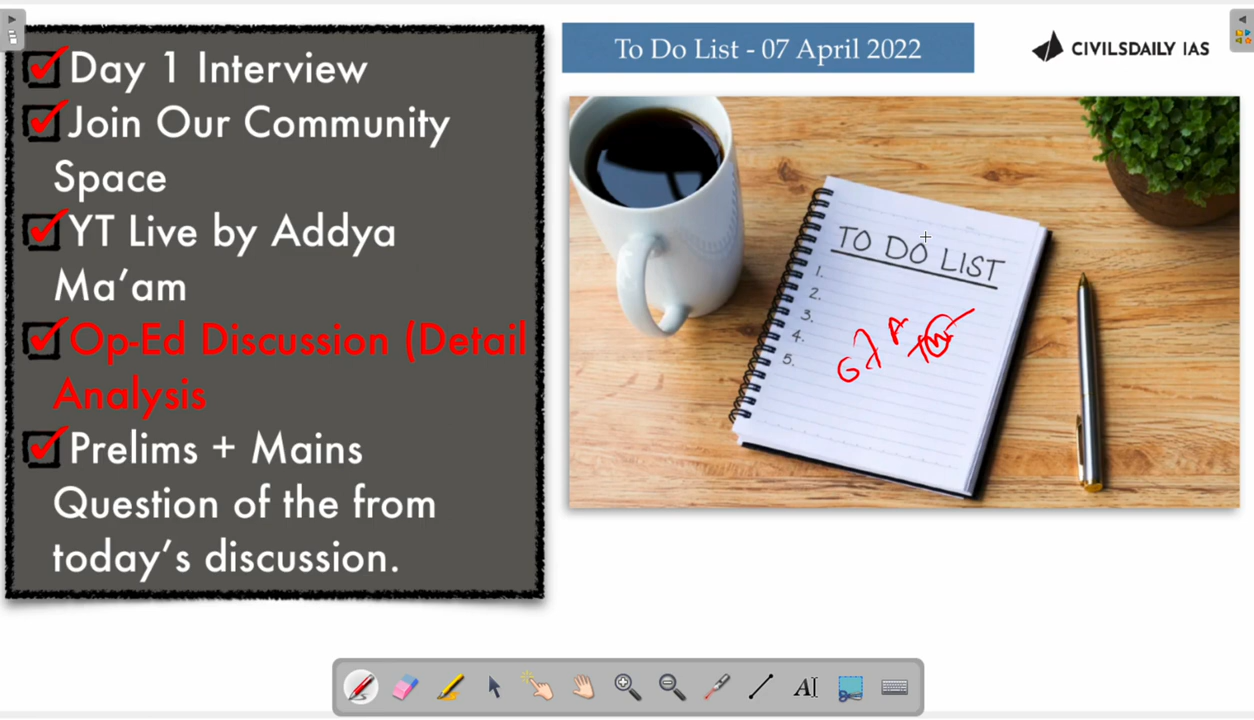 Day 1 Interview
Join Our Community
Space
YT Live by Addya
Ma’am
Op-Ed Discussion (Detail
Analysis
Prelims + Mains
Question of the from
today’s discussion.
To Do List - 07 April 2022
CIVILSDAILY IAS
TO DO LIST
1.
2.
3.
4.
5.
AI